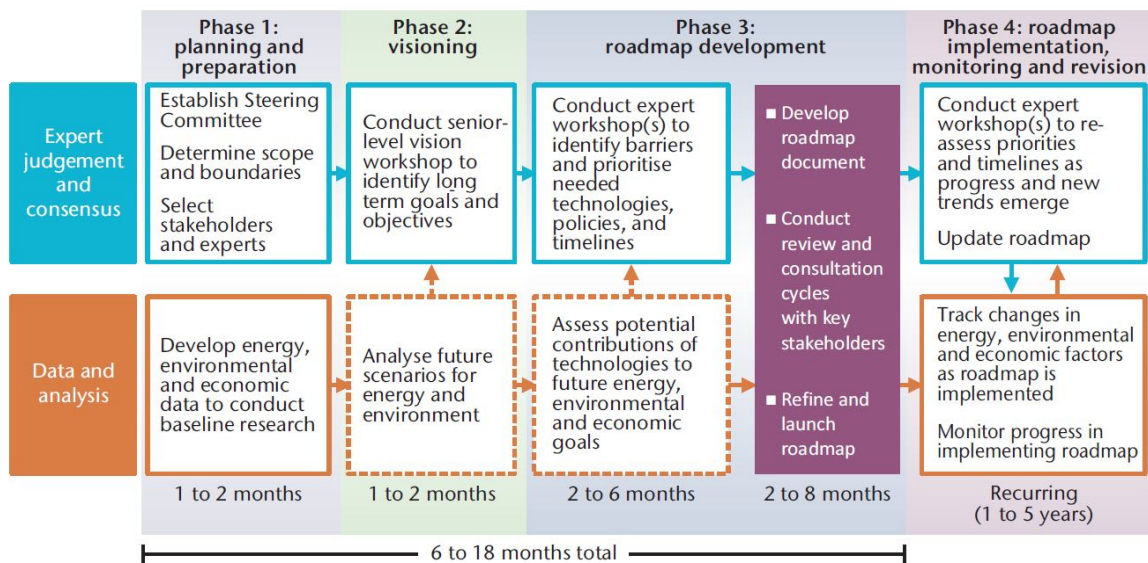 Phase 1:
planning and
preparation
Phase 2:
visioning
Phase 3:
roadmap development
Phase 4: roadmap
implementation,
monitoring and revision
Expert
judgement and
consensus
Establish Steering
Committee
Determine scope
and boundaries
Select
stakeholders
and experts
Conduct senior-
level vision
workshop to
identify long
term goals and
objectives
Conduct expert
workshop(s) to
identify barriers
and prioritise
needed
technologies,
policies, and
timelines
■ Develop
roadmap
document
■ Conduct
review and
consultation
cycles
with key
stakeholders
■ Refine and
launch
roadmap
Conduct expert
workshop(s) to re-
assess priorities
and timelines as
progress and new
trends emerge
Update roadmap
Data and
analysis
Develop energy,
environmental
and economic
data to conduct
baseline research
Analyse future
scenarios for
energy and
environment
Assess potential
contributions of
technologies to
future energy,
environmental
and economic
goals
Track changes in
energy, environmental
and economic factors
as roadmap is
implemented
Monitor progress in
implementing roadmap
1 to 2 months
1 to 2 months
2 to 6 months
2 to 8 months
Recurring
(1 to 5 years)
6 to 18 months total